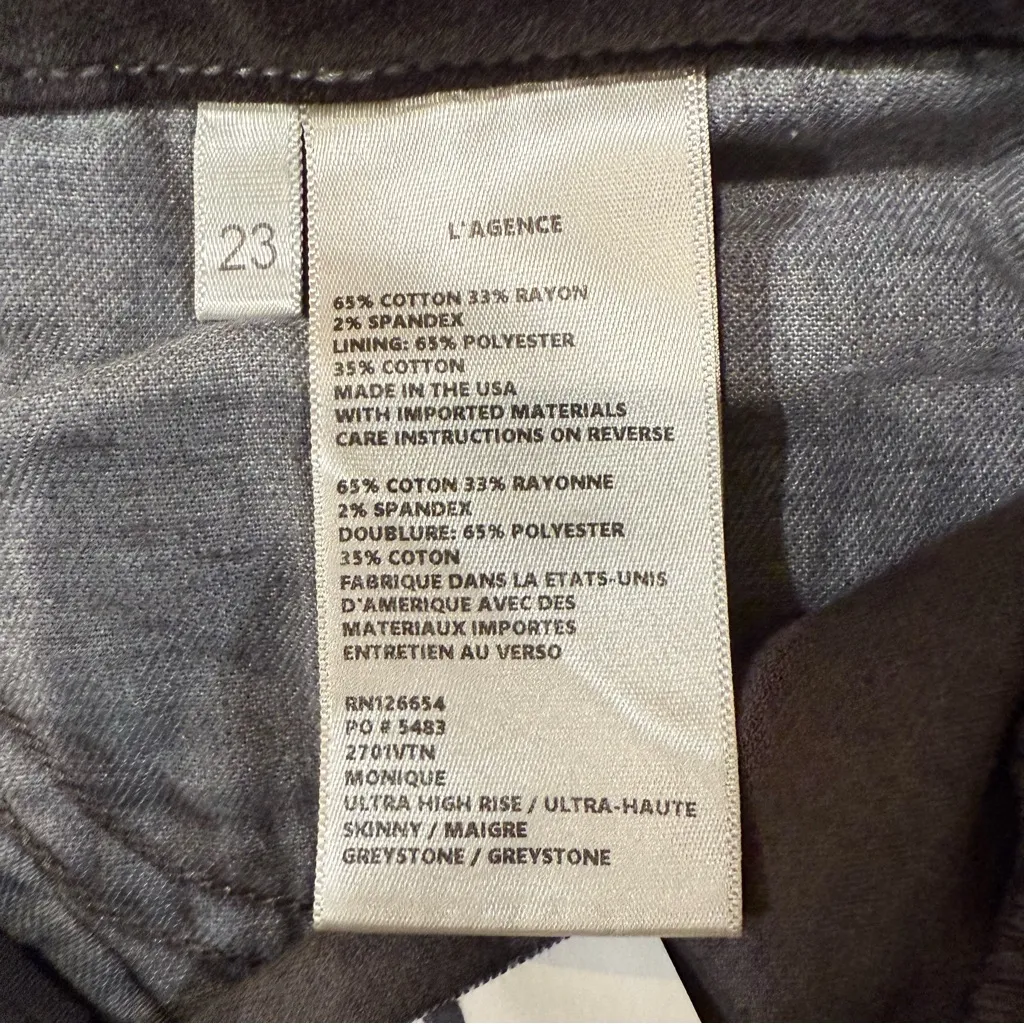 23
L'AGENCE
65% COTTON 33% RAYON
2% SPANDEX
LINING: 65% POLYESTER
35% COTTON
MADE IN THE USA
WITH IMPORTED MATERIALS
CARE INSTRUCTIONS ON REVERSE
65% COTON 33% RAYONNE
2% SPANDEX
DOUBLURE: 65% POLYESTER
35% COTON
FABRIQUE DANS LA ETATS-UNIS
D'AMERIQUE AVEC DES
MATERIAUX IMPORTES
ENTRETIEN AU VERSO
RN126654
PO # 5483
2701VTN
MONIQUE
ULTRA HIGH RISE / ULTRA-HAUTE
SKINNY / MAIGRE
GREYSTONE / GREYSTONE